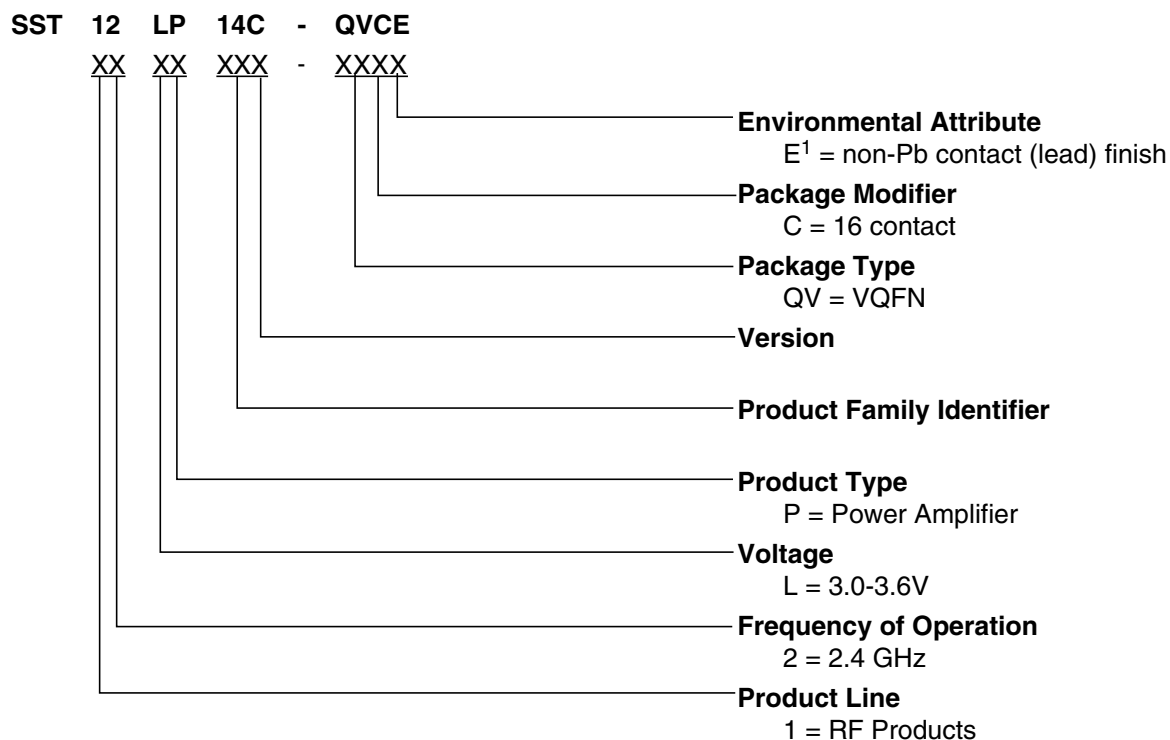 SST 12 LP 14C - QVCE
XX XX XXX - XXXX
Environmental Attribute
E¹ = non-Pb contact (lead) finish
Package Modifier
C = 16 contact
Package Type
QV = VQFN
Version
Product Family Identifier
Product Type
P = Power Amplifier
Voltage
L = 3.0-3.6V
Frequency of Operation
2 = 2.4 GHz
Product Line
1 = RF Products